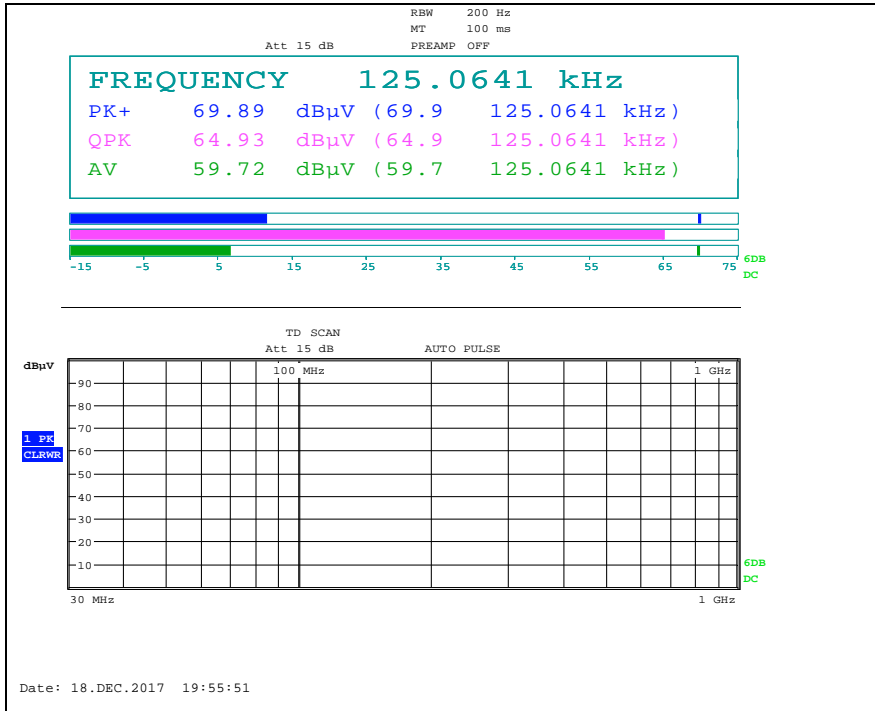 RBW 200 Hz
MT 100 ms
Att 15 dB PREAMP OFF
FREQUENCY 125.0641 kHz
PK+ 69.89 dBµV (69.9 125.0641 kHz)
QPK 64.93 dBµV (64.9 125.0641 kHz)
AV 59.72 dBµV (59.7 125.0641 kHz)
-15 -5 5 15 25 35 45 55 65 75
6DB
DC
TD SCAN
Att 15 dB AUTO PULSE
dBµV
100 MHz 1 GHz
90
80
70
1 PK
CLRWR
60
50
40
30
20
10
6DB
DC
30 MHz 1 GHz
Date: 18.DEC.2017 19:55:51